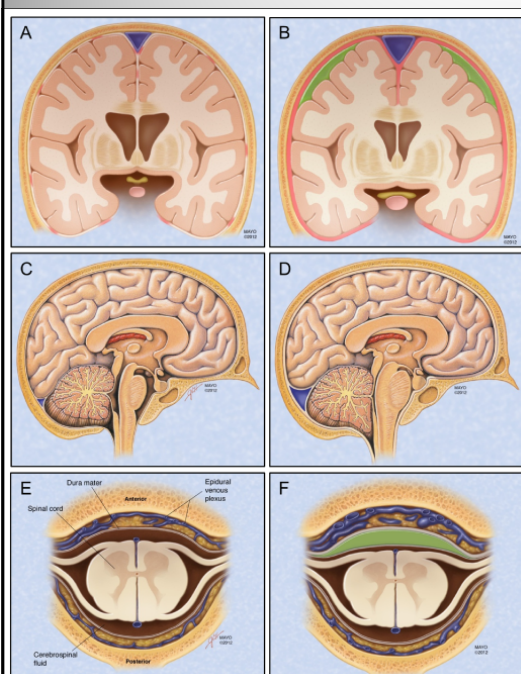 A
MAYO
©2012
B
MAYO
©2012
C
MAYO
©2012
D
MAYO
©2012
E
Dura mater
Anterior
Epidural
venous
plexus
Spinal cord
Cerebrospinal
fluid
Posterior
MAYO
©2012
F
MAYO
©2012